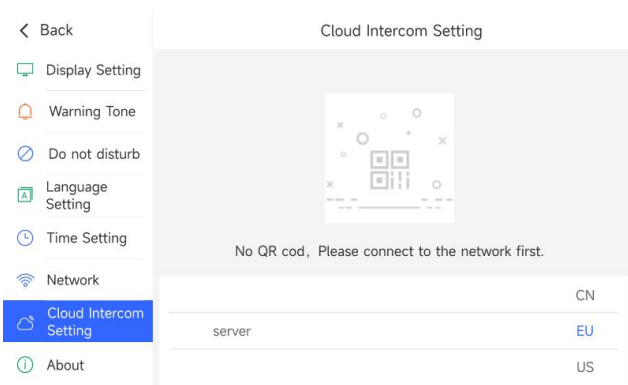 Back
Cloud Intercom Setting
Display Setting
Warning Tone
Do not disturb
Language
Setting
Time Setting
Network
Cloud Intercom
Setting
About
A
No QR cod, Please connect to the network first.
CN
server
EU
US